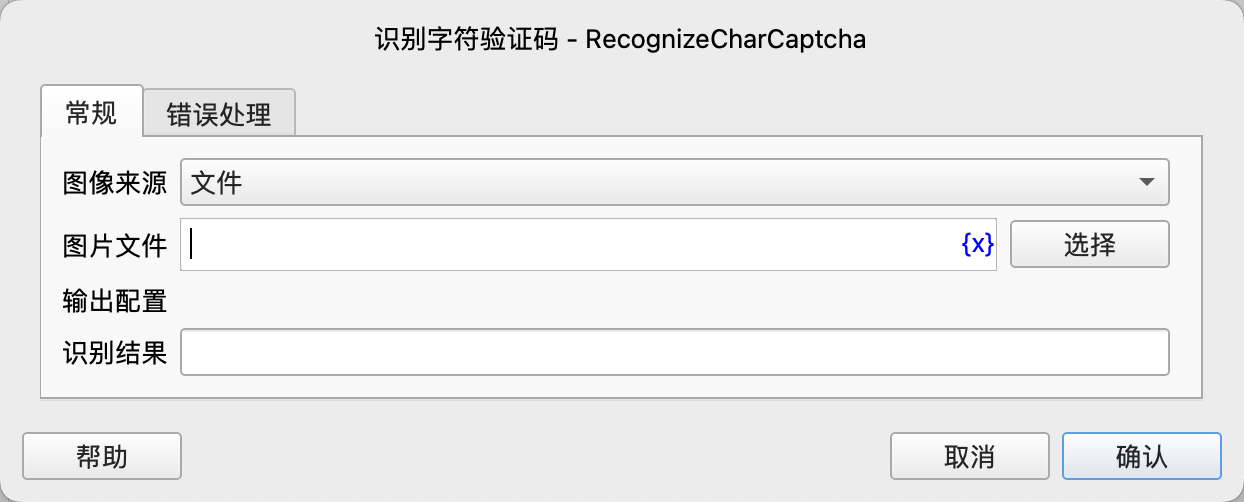 识别字符验证码 - RecognizeCharCaptcha
常规 错误处理
图像来源 文件
图片文件 {x} 选择
输出配置
识别结果
帮助 取消 确认